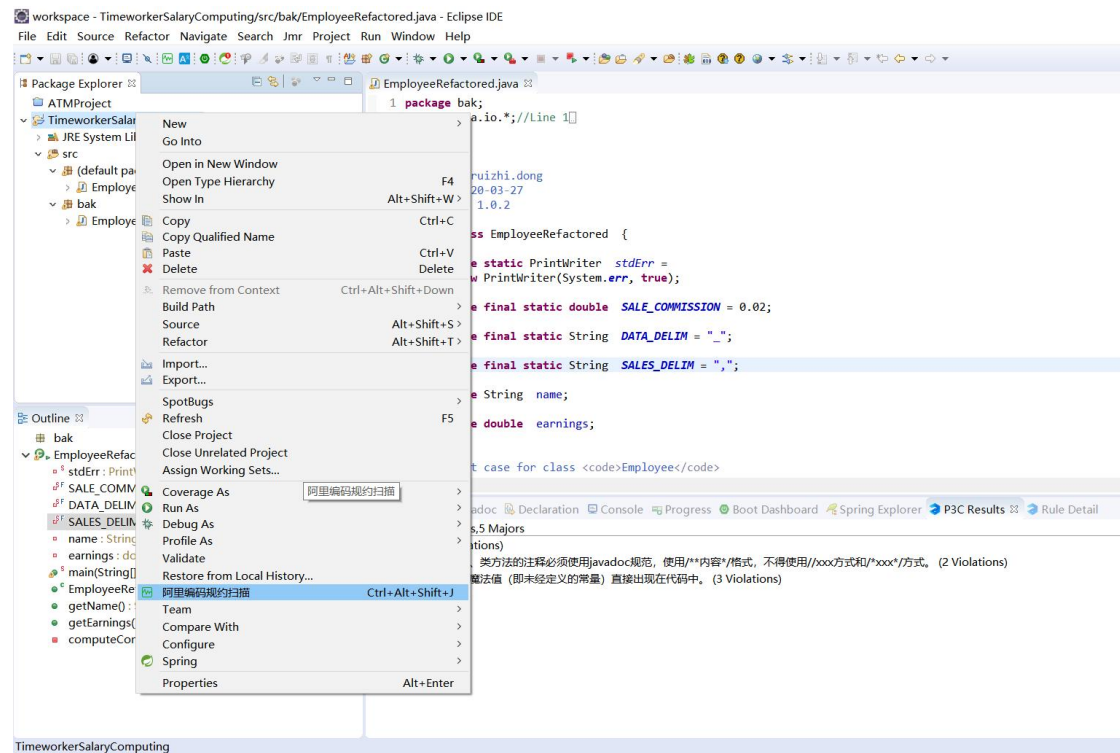 workspace - TimeworkerSalaryComputing/src/bak/EmployeeRefactored.java - Eclipse IDE
File Edit Source Refactor Navigate Search Jmr Project Run Window Help
Package Explorer
ATMProject
TimeworkerSalar
JRE System Lil
src
(default pa
Employe
bak
Employe
New
Go Into
Open in New Window
Open Type Hierarchy F4
Show In Alt+Shift+W
Copy Ctrl+C
Copy Qualified Name
Paste Ctrl+V
Delete Delete
Remove from Context Ctrl+Alt+Shift+Down
Build Path
Source Alt+Shift+S
Refactor Alt+Shift+T
Import...
Export...
SpotBugs
Refresh F5
Close Project
Close Unrelated Project
Assign Working Sets...
Coverage As
Run As
Debug As
Profile As
Validate
Restore from Local History...
阿里编码规约扫描 Ctrl+Alt+Shift+J
Team
Compare With
Configure
Spring
Properties Alt+Enter
阿里编码规约扫描
EmployeeRefactored.java
1 package bak;
a.io.*;//Line 1
ruizhi.dong
20-03-27
1.0.2
ss EmployeeRefactored {
e static PrintWriter stdErr =
w PrintWriter(System.err, true);
e final static double SALE_COMMISSION = 0.02;
e final static String DATA_DELIM = "_";
e final static String SALES_DELIM = ",";
e String name;
e double earnings;
t case for class <code>Employee</code>
Outline
bak
EmployeeRefac
stdErr : Print
SALE_COMM
DATA_DELIM
SALES_DELIM
name : String
earnings : do
main(String[]
EmployeeRe
getName() :
getEarnings(
computeCor
adoc Declaration Console Progress Boot Dashboard Spring Explorer P3C Results Rule Detail
s,5 Majors
ations)
、类方法的注释必须使用javadoc规范，使用/**内容*/格式，不得使用//xxx方式和/*xxx*/方式。 (2 Violations)
魔法值（即未经定义的常量）直接出现在代码中。 (3 Violations)
TimeworkerSalaryComputing